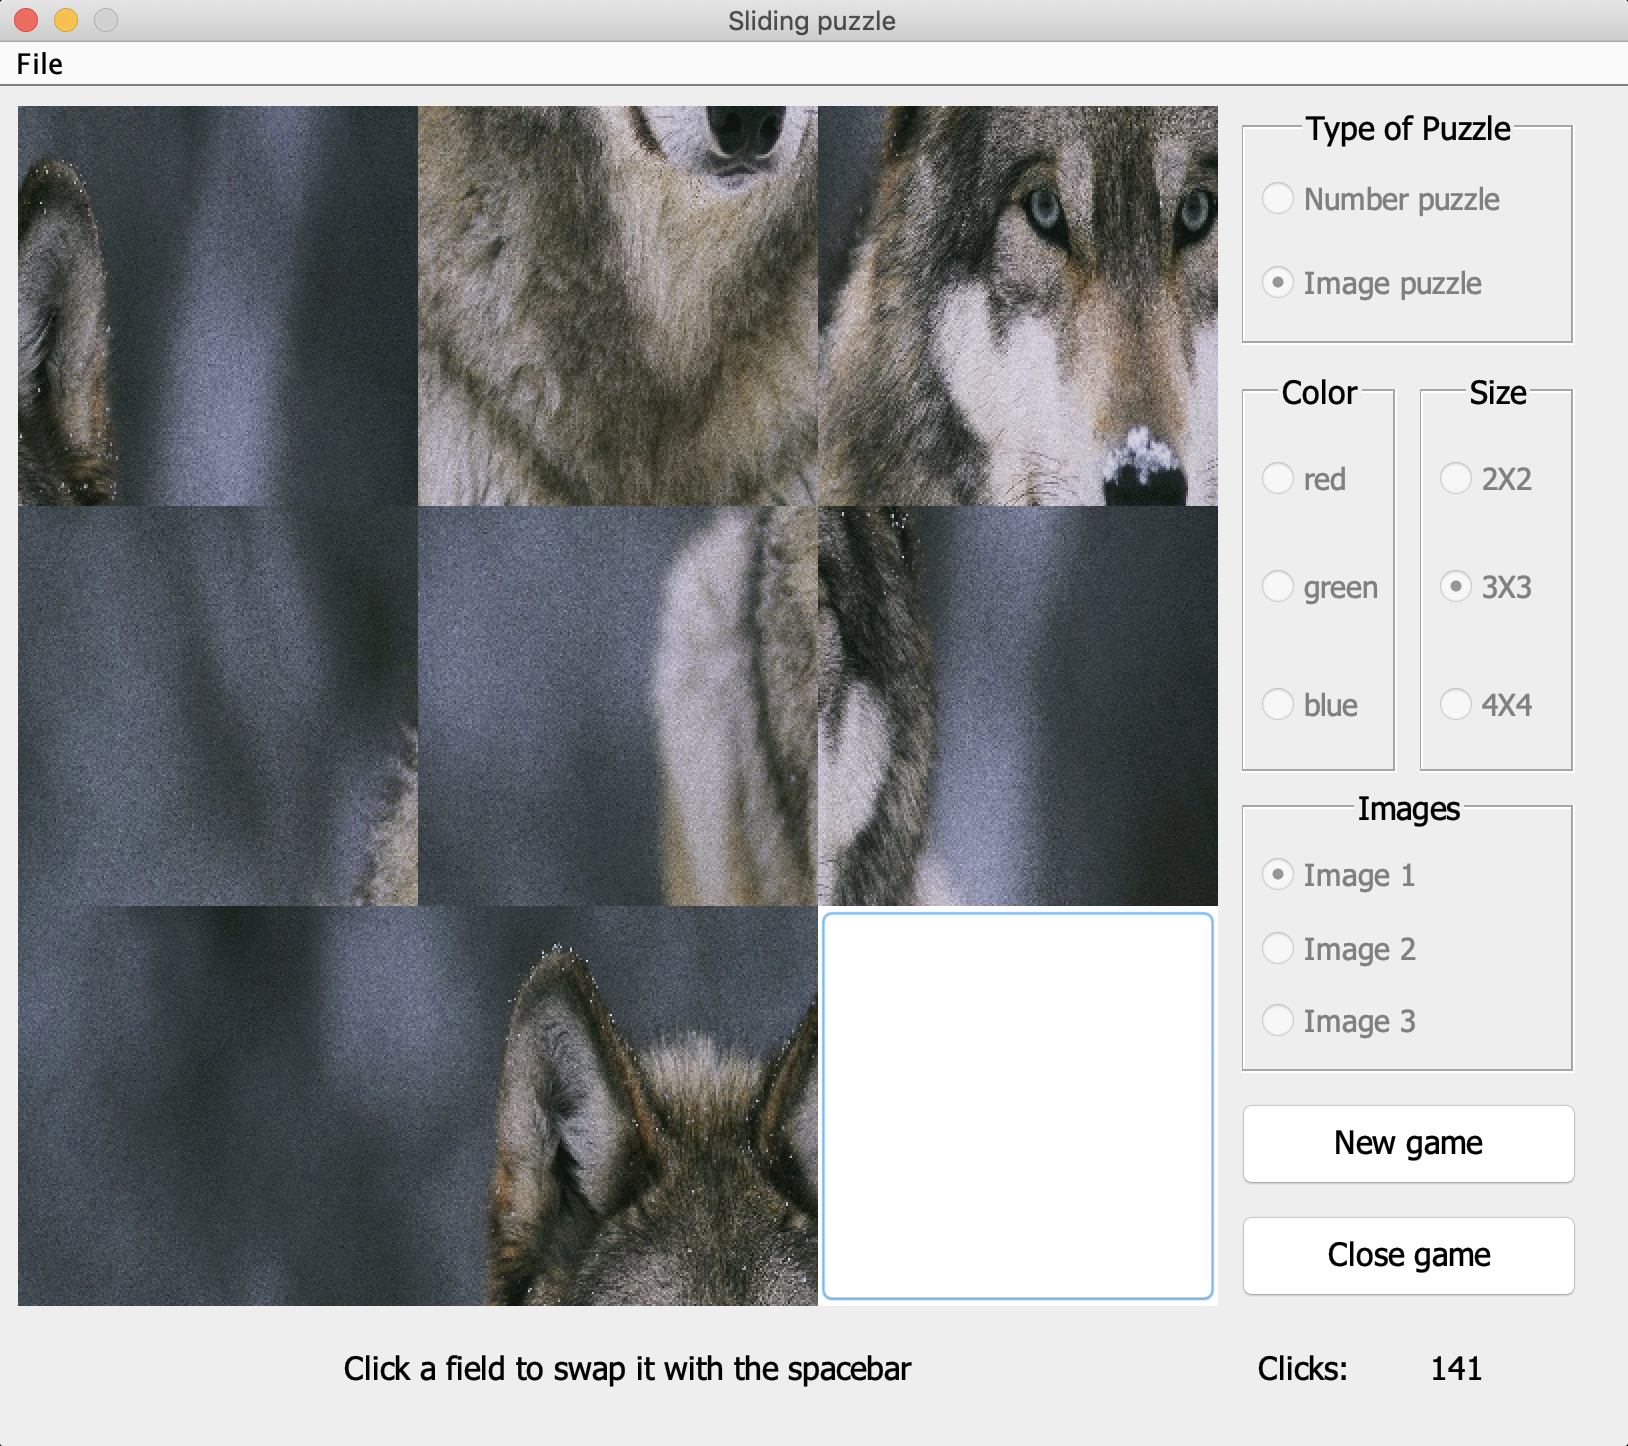 Sliding puzzle
File
Type of Puzzle
Number puzzle
Image puzzle
Color
red
green
blue
Size
2X2
3X3
4X4
Images
Image 1
Image 2
Image 3
New game
Close game
Click a field to swap it with the spacebar
Clicks: 141